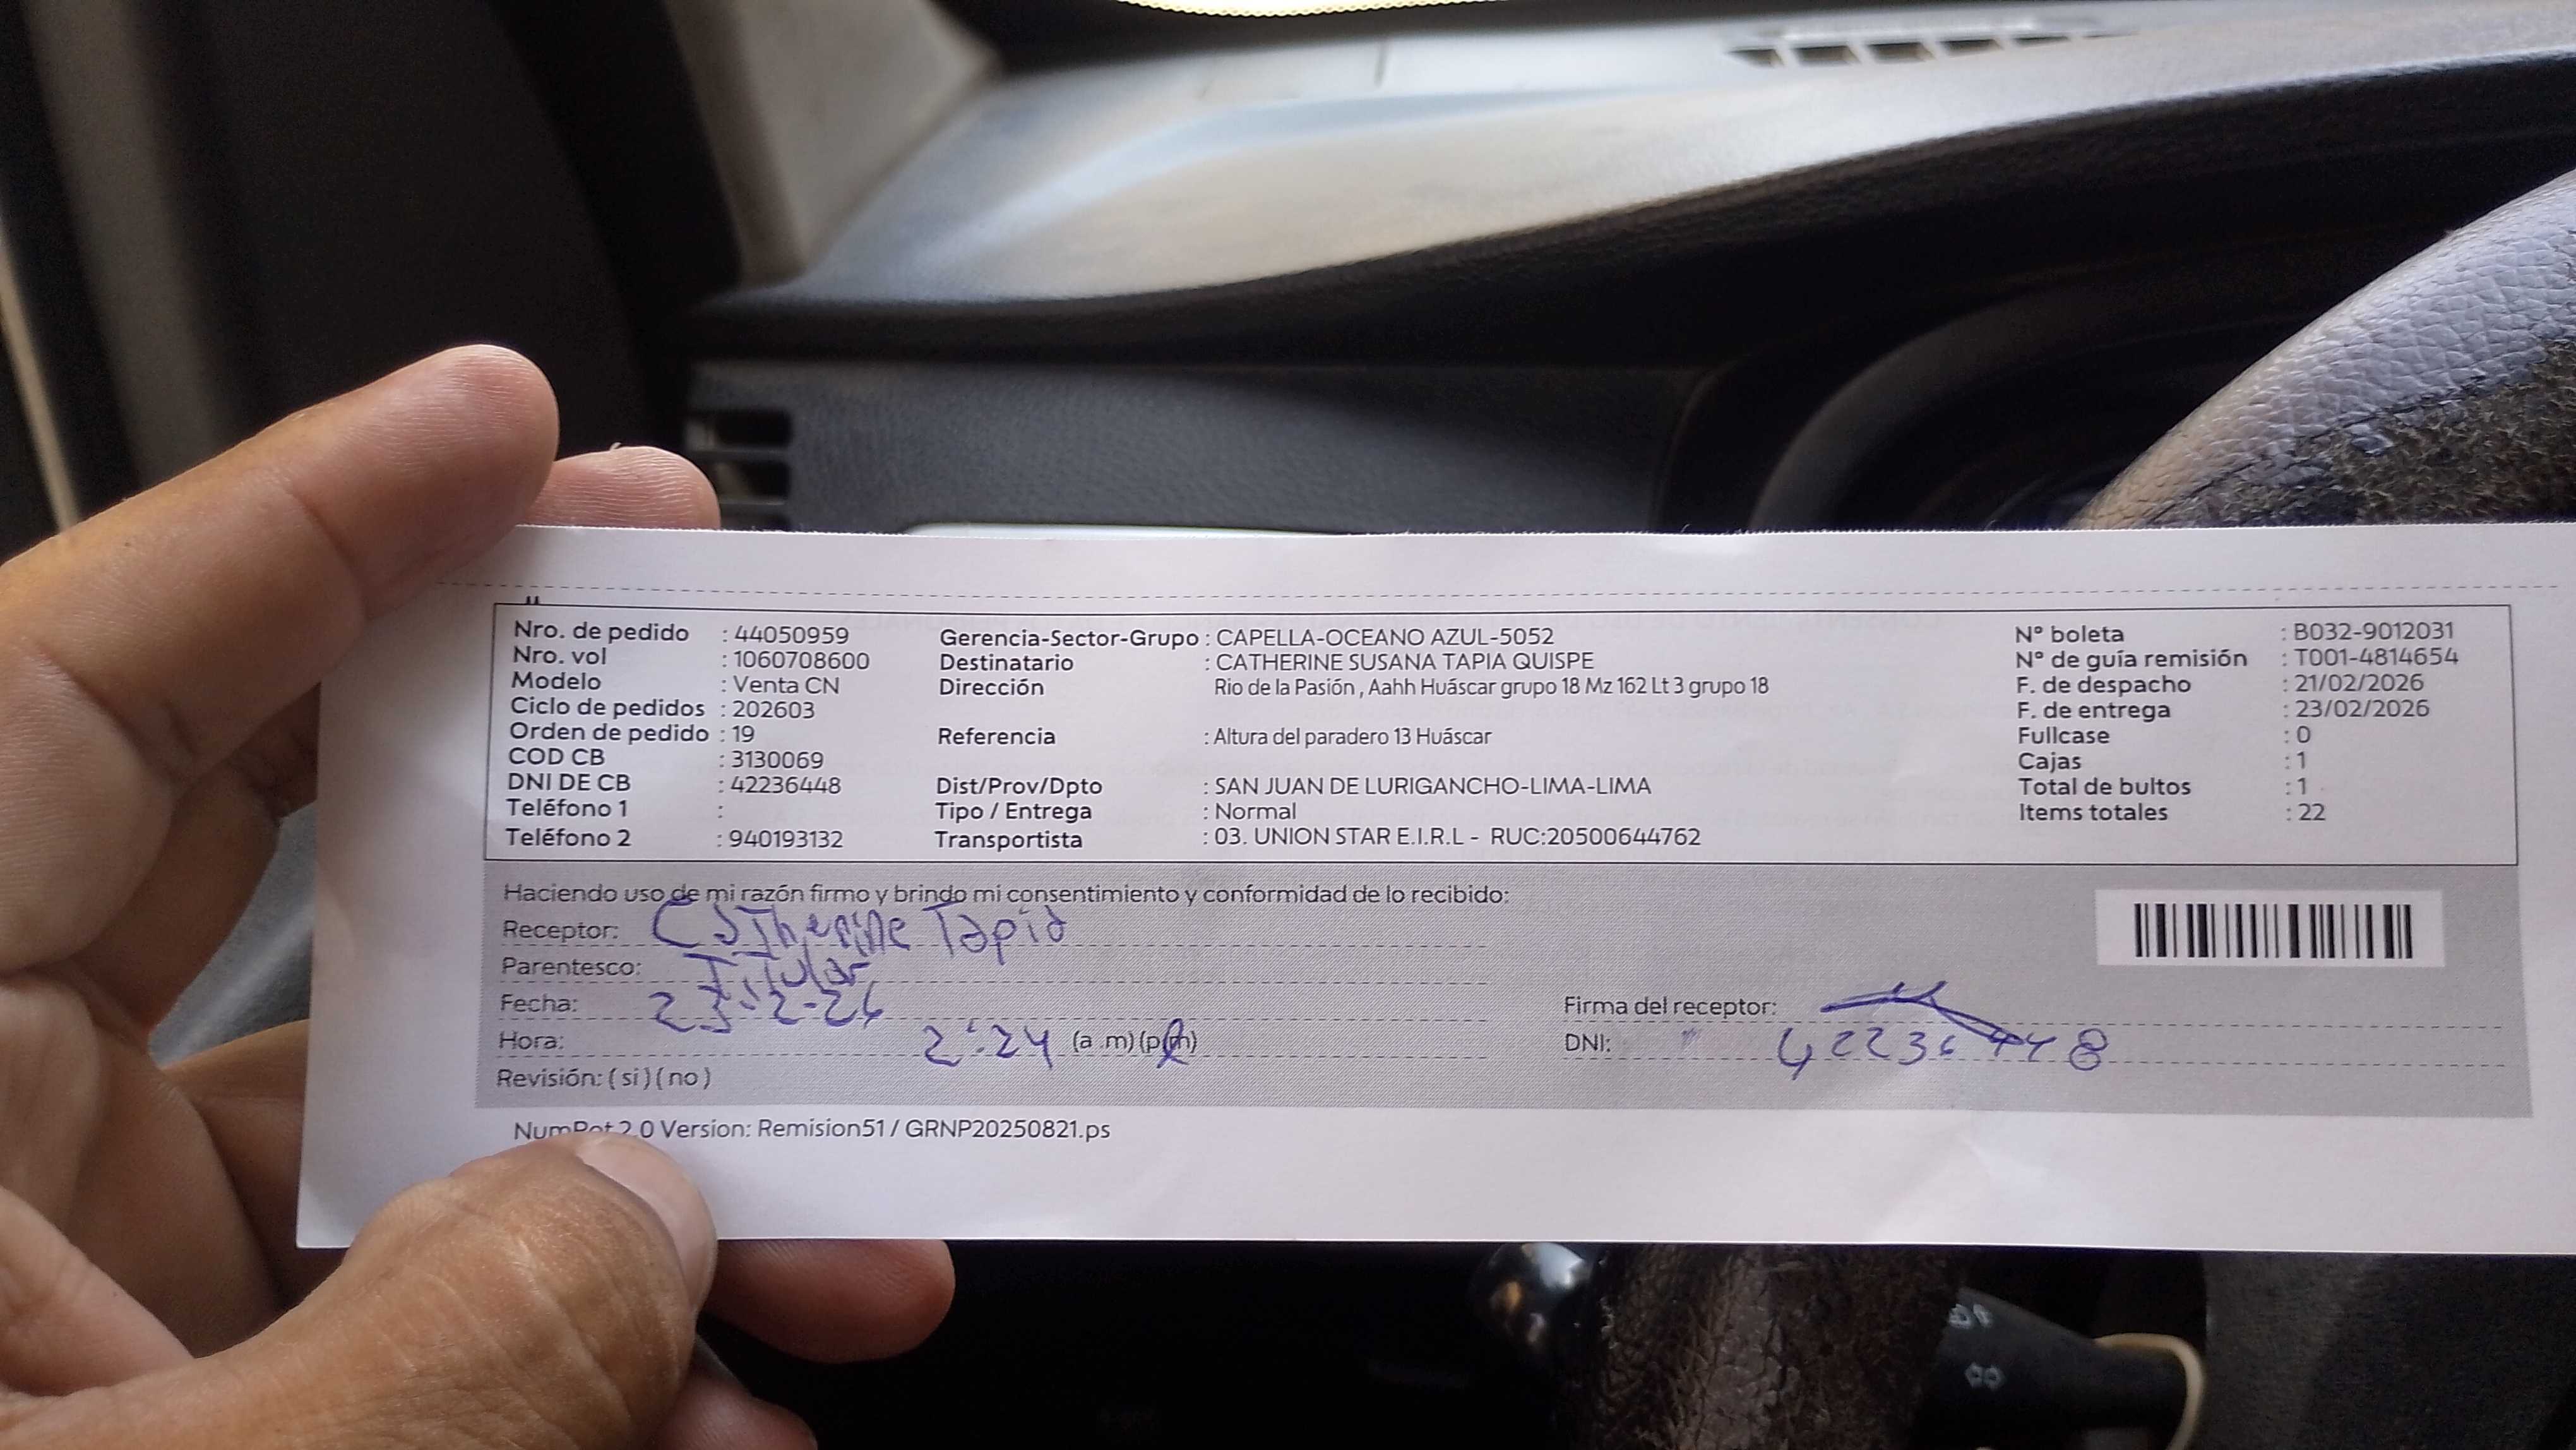 Nro. de pedido : 44050959
Nro. vol : 1060708600
Modelo : Venta CN
Ciclo de pedidos : 202603
Orden de pedido : 19
COD CB : 3130069
DNI DE CB : 42236448
Teléfono 1 :
Teléfono 2 : 940193132
Gerencia-Sector-Grupo : CAPELLA-OCEANO AZUL-5052
Destinatario : CATHERINE SUSANA TAPIA QUISPE
Dirección Rio de la Pasión , Aahh Huáscar grupo 18 Mz 162 Lt 3 grupo 18
Referencia : Altura del paradero 13 Huáscar
Dist/Prov/Dpto : SAN JUAN DE LURIGANCHO-LIMA-LIMA
Tipo / Entrega : Normal
Transportista : 03. UNION STAR E.I.R.L - RUC:20500644762
N° boleta : B032-9012031
N° de guía remisión : T001-4814654
F. de despacho : 21/02/2026
F. de entrega : 23/02/2026
Fullcase : 0
Cajas : 1
Total de bultos : 1
Items totales : 22
Haciendo uso de mi razón firmo y brindo mi consentimiento y conformidad de lo recibido:
Receptor: Catherine Tapia
Parentesco: Titular
Fecha: 23-2-26
Hora: 2:24 (a .m) (p.m)
Revisión: ( si ) ( no )
Firma del receptor:
DNI: 42236448
NumPot 2.0 Version: Remision51 / GRNP20250821.ps